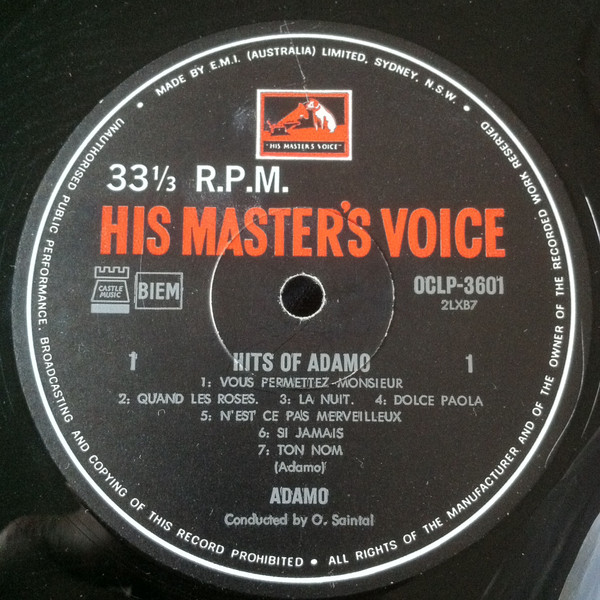 • MADE BY E.M.I. (AUSTRALIA) LIMITED, SYDNEY. N.S.W. •
UNAUTHORISED PUBLIC PERFORMANCE, BROADCASTING AND COPYING OF THIS RECORD PROHIBITED • ALL RIGHTS OF THE MANUFACTURER AND OF THE OWNER OF THE RECORDED WORK RESERVED
"HIS MASTER'S VOICE"
33 1/3 R.P.M.
HIS MASTER'S VOICE
CASTLE MUSIC
BIEM
OCLP-3601
2LXB7
1 HITS OF ADAMO 1
1: VOUS PERMETTEZ MONSIEUR
2: QUAND LES ROSES. 3: LA NUIT. 4: DOLCE PAOLA
5: N'EST CE PAS MERVEILLEUX
6: SI JAMAIS
7: TON NOM
(Adamo)
ADAMO
Conducted by O. Saintal